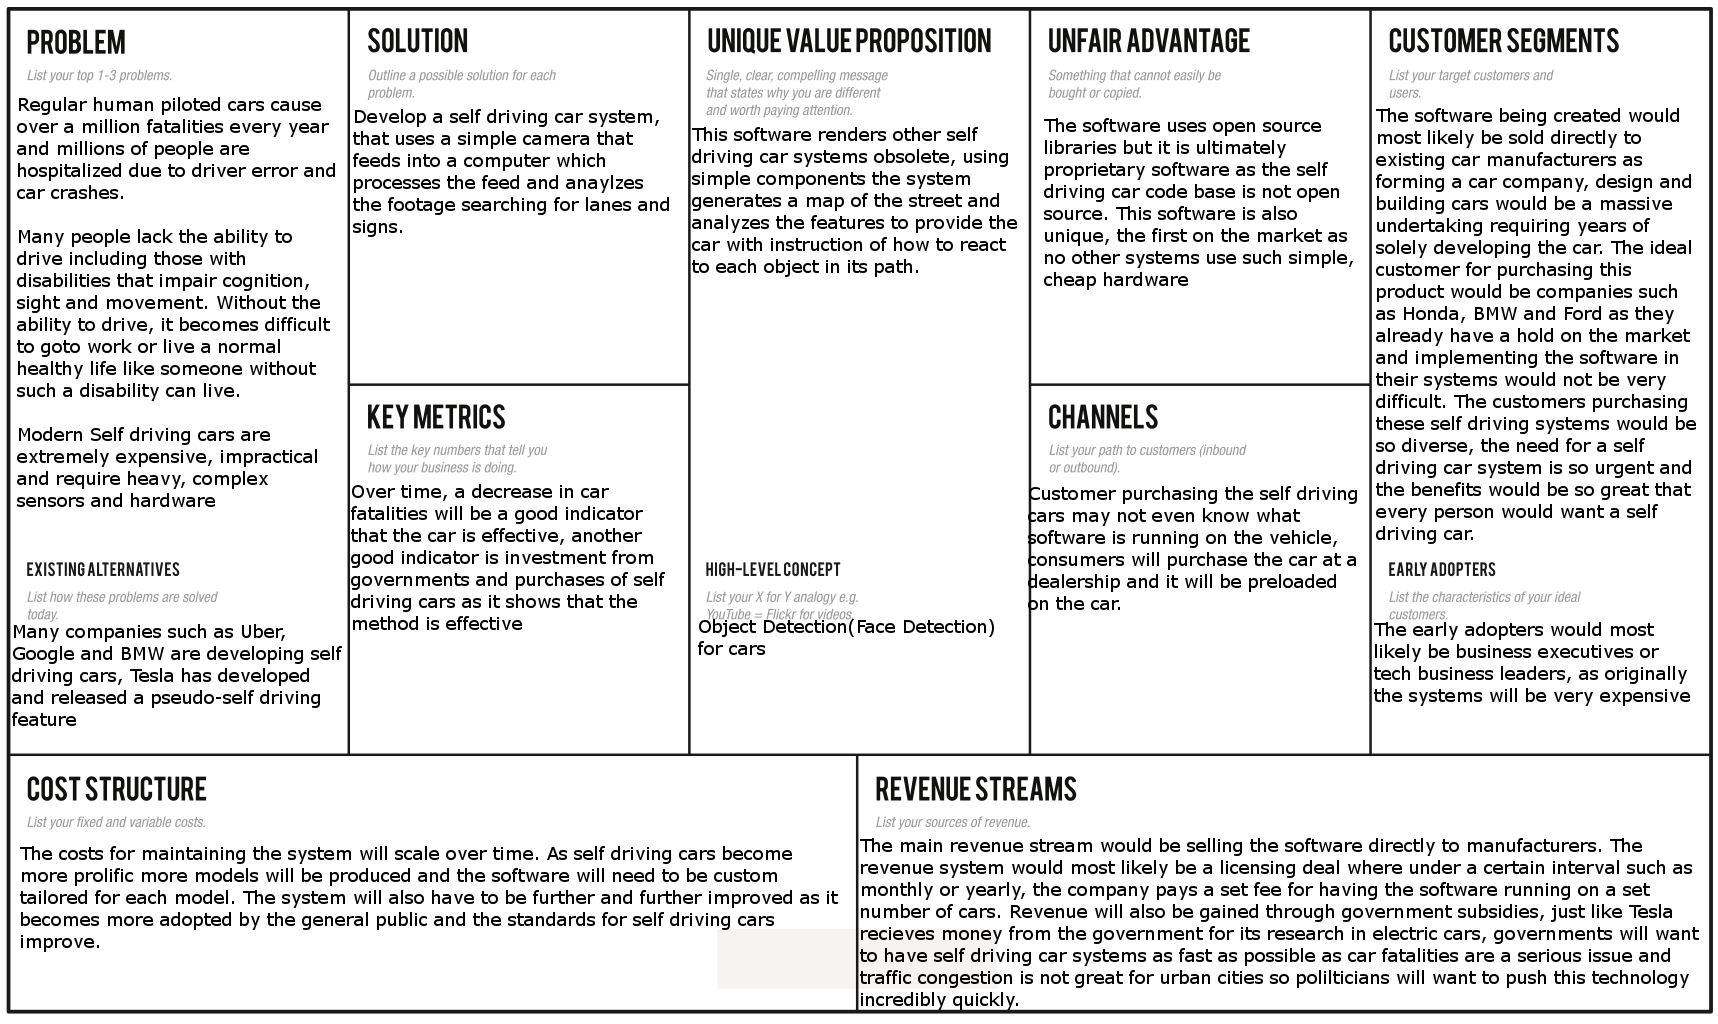 PROBLEM
List your top 1-3 problems.
Regular human piloted cars cause
over a million fatalities every year
and millions of people are
hospitalized due to driver error and
car crashes.
Many people lack the ability to
drive including those with
disabilities that impair cognition,
sight and movement. Without the
ability to drive, it becomes difficult
to goto work or live a normal
healthy life like someone without
such a disability can live.
Modern Self driving cars are
extremely expensive, impractical
and require heavy, complex
sensors and hardware
EXISTING ALTERNATIVES
List how these problems are solved
today.
Many companies such as Uber,
Google and BMW are developing self
driving cars, Tesla has developed
and released a pseudo-self driving
feature
SOLUTION
Outline a possible solution for each
problem.
Develop a self driving car system,
that uses a simple camera that
feeds into a computer which
processes the feed and anaylzes
the footage searching for lanes and
signs.
KEY METRICS
List the key numbers that tell you
how your business is doing.
Over time, a decrease in car
fatalities will be a good indicator
that the car is effective, another
good indicator is investment from
governments and purchases of self
driving cars as it shows that the
method is effective
UNIQUE VALUE PROPOSITION
Single, clear, compelling message
that states why you are different
and worth paying attention.
This software renders other self
driving car systems obsolete, using
simple components the system
generates a map of the street and
analyzes the features to provide the
car with instruction of how to react
to each object in its path.
HIGH-LEVEL CONCEPT
List your X for Y analogy e.g.
YouTube = Flickr for videos.
Object Detection(Face Detection)
for cars
UNFAIR ADVANTAGE
Something that cannot easily be
bought or copied.
The software uses open source
libraries but it is ultimately
proprietary software as the self
driving car code base is not open
source. This software is also
unique, the first on the market as
no other systems use such simple,
cheap hardware
CHANNELS
List your path to customers (inbound
or outbound).
Customer purchasing the self driving
cars may not even know what
software is running on the vehicle,
consumers will purchase the car at a
dealership and it will be preloaded
on the car.
CUSTOMER SEGMENTS
List your target customers and
users.
The software being created would
most likely be sold directly to
existing car manufacturers as
forming a car company, design and
building cars would be a massive
undertaking requiring years of
solely developing the car. The ideal
customer for purchasing this
product would be companies such
as Honda, BMW and Ford as they
already have a hold on the market
and implementing the software in
their systems would not be very
difficult. The customers purchasing
these self driving systems would be
so diverse, the need for a self
driving car system is so urgent and
the benefits would be so great that
every person would want a self
driving car.
EARLY ADOPTERS
List the characteristics of your ideal
customers.
The early adopters would most
likely be business executives or
tech business leaders, as originally
the systems will be very expensive
COST STRUCTURE
List your fixed and variable costs.
The costs for maintaining the system will scale over time. As self driving cars become
more prolific more models will be produced and the software will need to be custom
tailored for each model. The system will also have to be further and further improved as it
becomes more adopted by the general public and the standards for self driving cars
improve.
REVENUE STREAMS
List your sources of revenue.
The main revenue stream would be selling the software directly to manufacturers. The
revenue system would most likely be a licensing deal where under a certain interval such as
monthly or yearly, the company pays a set fee for having the software running on a set
number of cars. Revenue will also be gained through government subsidies, just like Tesla
recieves money from the government for its research in electric cars, governments will want
to have self driving car systems as fast as possible as car fatalities are a serious issue and
traffic congestion is not great for urban cities so poliIticians will want to push this technology
incredibly quickly.